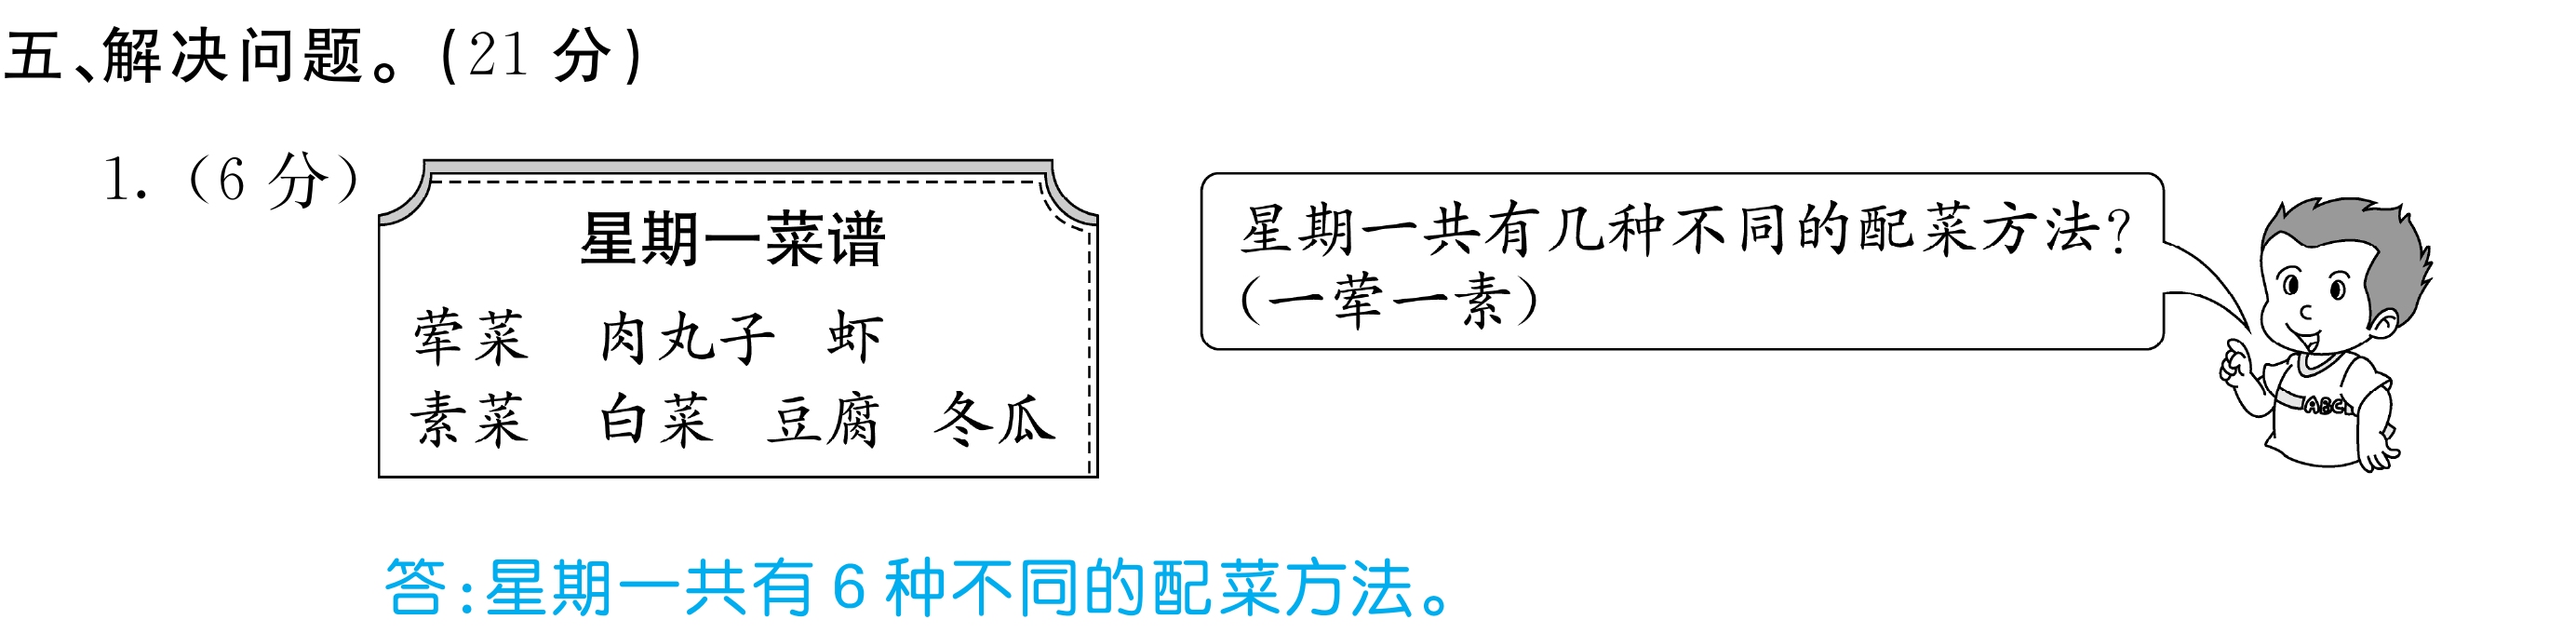 五、解决问题。(21 分)
1.（6 分）
星期一菜谱
荤菜 肉丸子 虾
素菜 白菜 豆腐 冬瓜
星期一共有几种不同的配菜方法？
(一荤一素)
ABC
答:星期一共有 6 种不同的配菜方法。